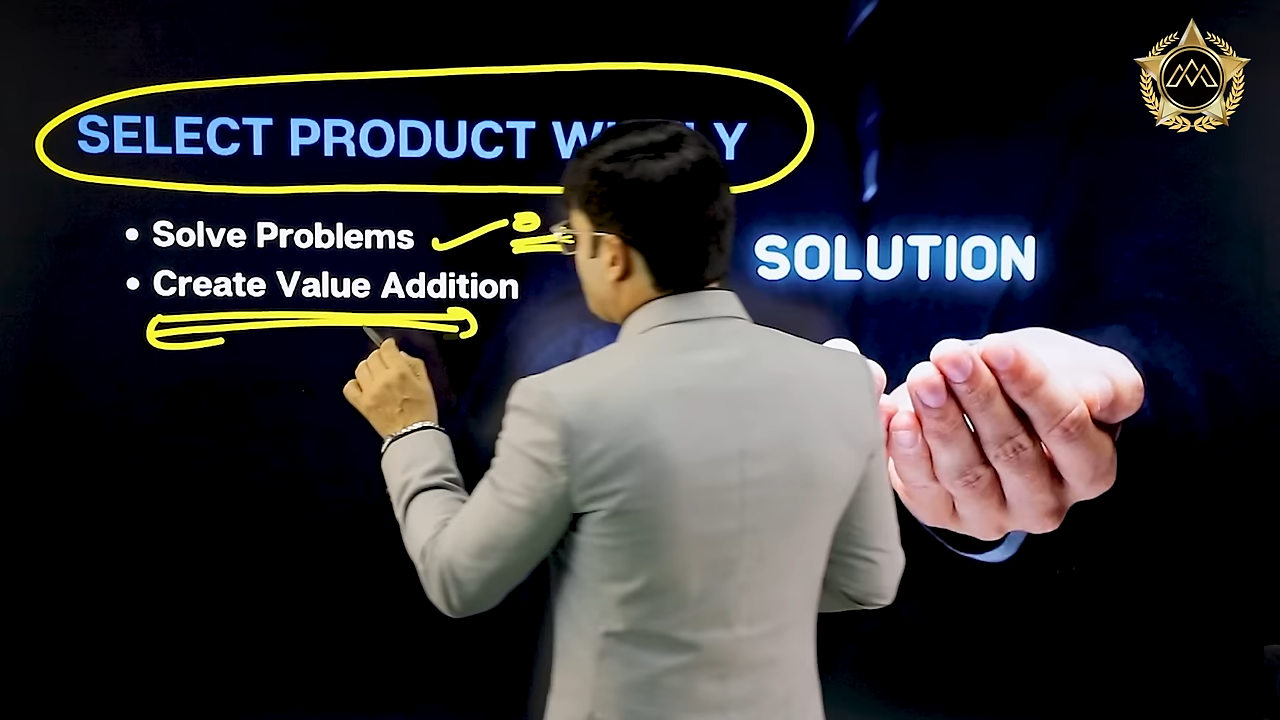 SELECT PRODUCT
• Solve Problems
• Create Value Addition
SOLUTION